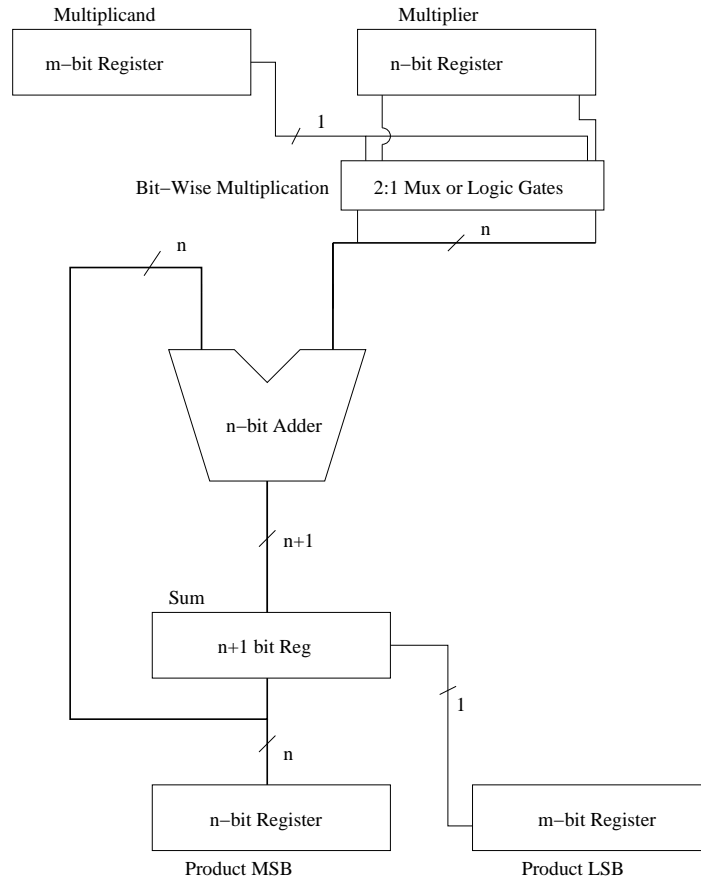 Multiplicand
Multiplier
m−bit Register
n−bit Register
1
Bit−Wise Multiplication
2:1 Mux or Logic Gates
n
n
n−bit Adder
n+1
Sum
n+1 bit Reg
1
n
n−bit Register
m−bit Register
Product MSB
Product LSB